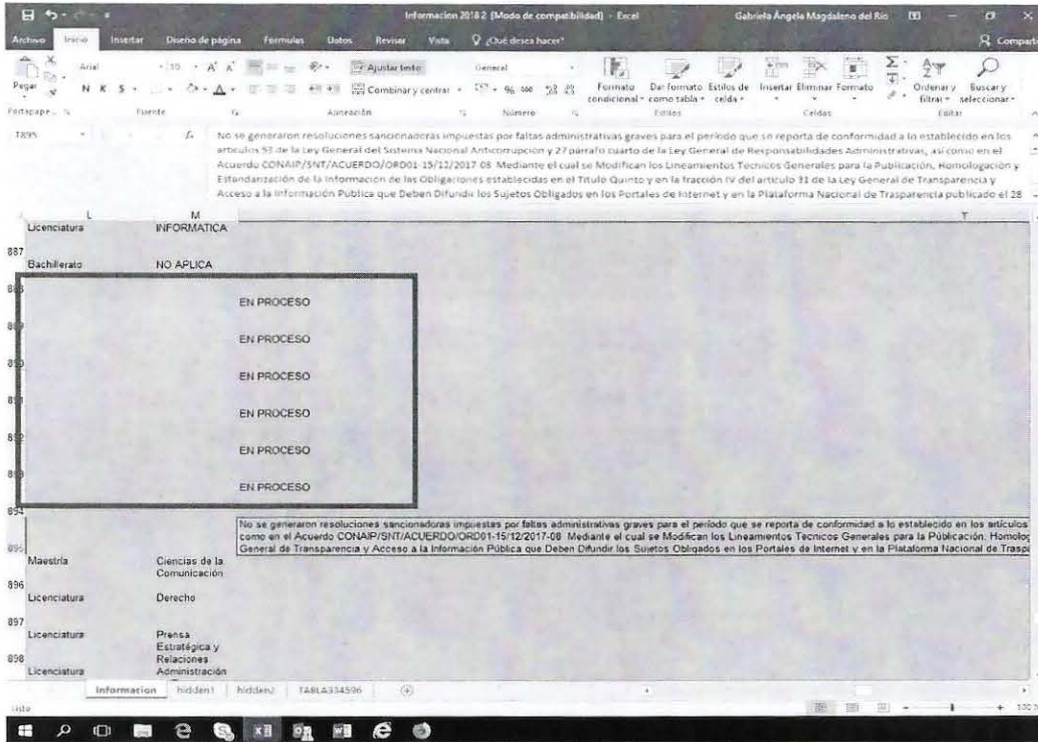 Informacion 2018 2 [Modo de compatibilidad] - Excel
Gabriela Ángela Magdaleno del Río
Archivo Inicio Insertar Diseño de página Formulas Datos Revisar Vista ¿Qué desea hacer? Comparti
Pegar
Arial 10 A A Ajustar texto General
N K S A Combinar y centrar % 000
Formato condicional Dar formato como tabla Estilos de celda Insertar Eliminar Formato Ordenar y filtrar Buscar y seleccionar
Portapape... Fuente Alineación Número Estilos Celdas Editar
T895 fx No se generaron resoluciones sancionadoras impuestas por faltas administrativas graves para el período que se reporta de conformidad a lo establecido en los
artículos 53 de la Ley General del Sistema Nacional Anticorrupción y 27 párrafo cuarto de la Ley General de Responsabilidades Administrativas, así como en el
Acuerdo CONAIP/SNT/ACUERDO/ORD01-15/12/2017-08 Mediante el cual se Modifican los Lineamientos Tecnicos Generales para la Publicación, Homologación y
Estandarización de la Información de las Obligaciones establecidas en el Titulo Quinto y en la fracción IV del artículo 31 de la Ley General de Transparencia y
Acceso a la Información Pública que Deben Difundir los Sujetos Obligados en los Portales de Internet y en la Plataforma Nacional de Trasparencia publicado el 28
L M T
Licenciatura INFORMATICA
887
Bachillerato NO APLICA
EN PROCESO
EN PROCESO
EN PROCESO
EN PROCESO
EN PROCESO
EN PROCESO
894
No se generaron resoluciones sancionadoras impuestas por faltas administrativas graves para el período que se reporta de conformidad a lo establecido en los artículos
como en el Acuerdo CONAIP/SNT/ACUERDO/ORD01-15/12/2017-08 Mediante el cual se Modifican los Lineamientos Tecnicos Generales para la Publicación, Homolog
General de Transparencia y Acceso a la Información Pública que Deben Difundir los Sujetos Obligados en los Portales de Internet y en la Plataforma Nacional de Traspa
895
Maestría Ciencias de la
Comunicación
896
Licenciatura Derecho
897
Licenciatura Prensa
Estratégica y
Relaciones
898
Licenciatura Administración
Informacion hidden1 hidden2 TABLA334596
Listo
100 %